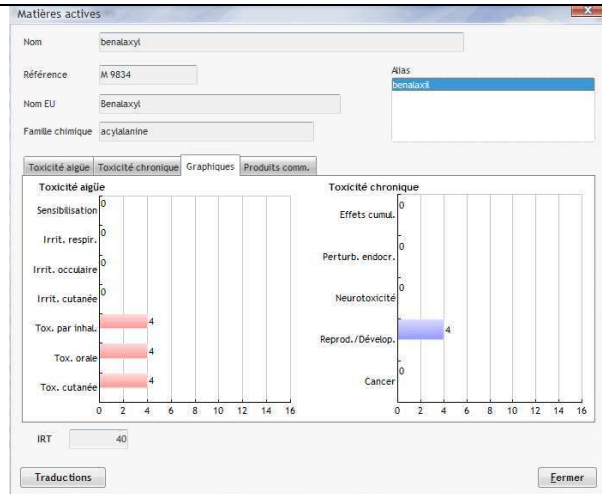 Matières actives
Nom
benalaxyl
Référence
M 9834
Alias
benalaxil
Nom EU
Benalaxyl
Famille chimique
acylalanine
Toxicité aigüe
Toxicité chronique
Graphiques
Produits comm.
Toxicité aigüe
Sensibilisation
0
Irrit. respir.
0
Irrit. occulaire
0
Irrit. cutanée
0
Tox. par inhal.
4
Tox. orale
4
Tox. cutanée
4
0 2 4 6 8 10 12 14 16
Toxicité chronique
Effets cumul.
0
Perturb. endocr.
0
Neurotoxicité
0
Reprod./Dévelop.
4
Cancer
0
0 2 4 6 8 10 12 14 16
IRT
40
Traductions
Fermer